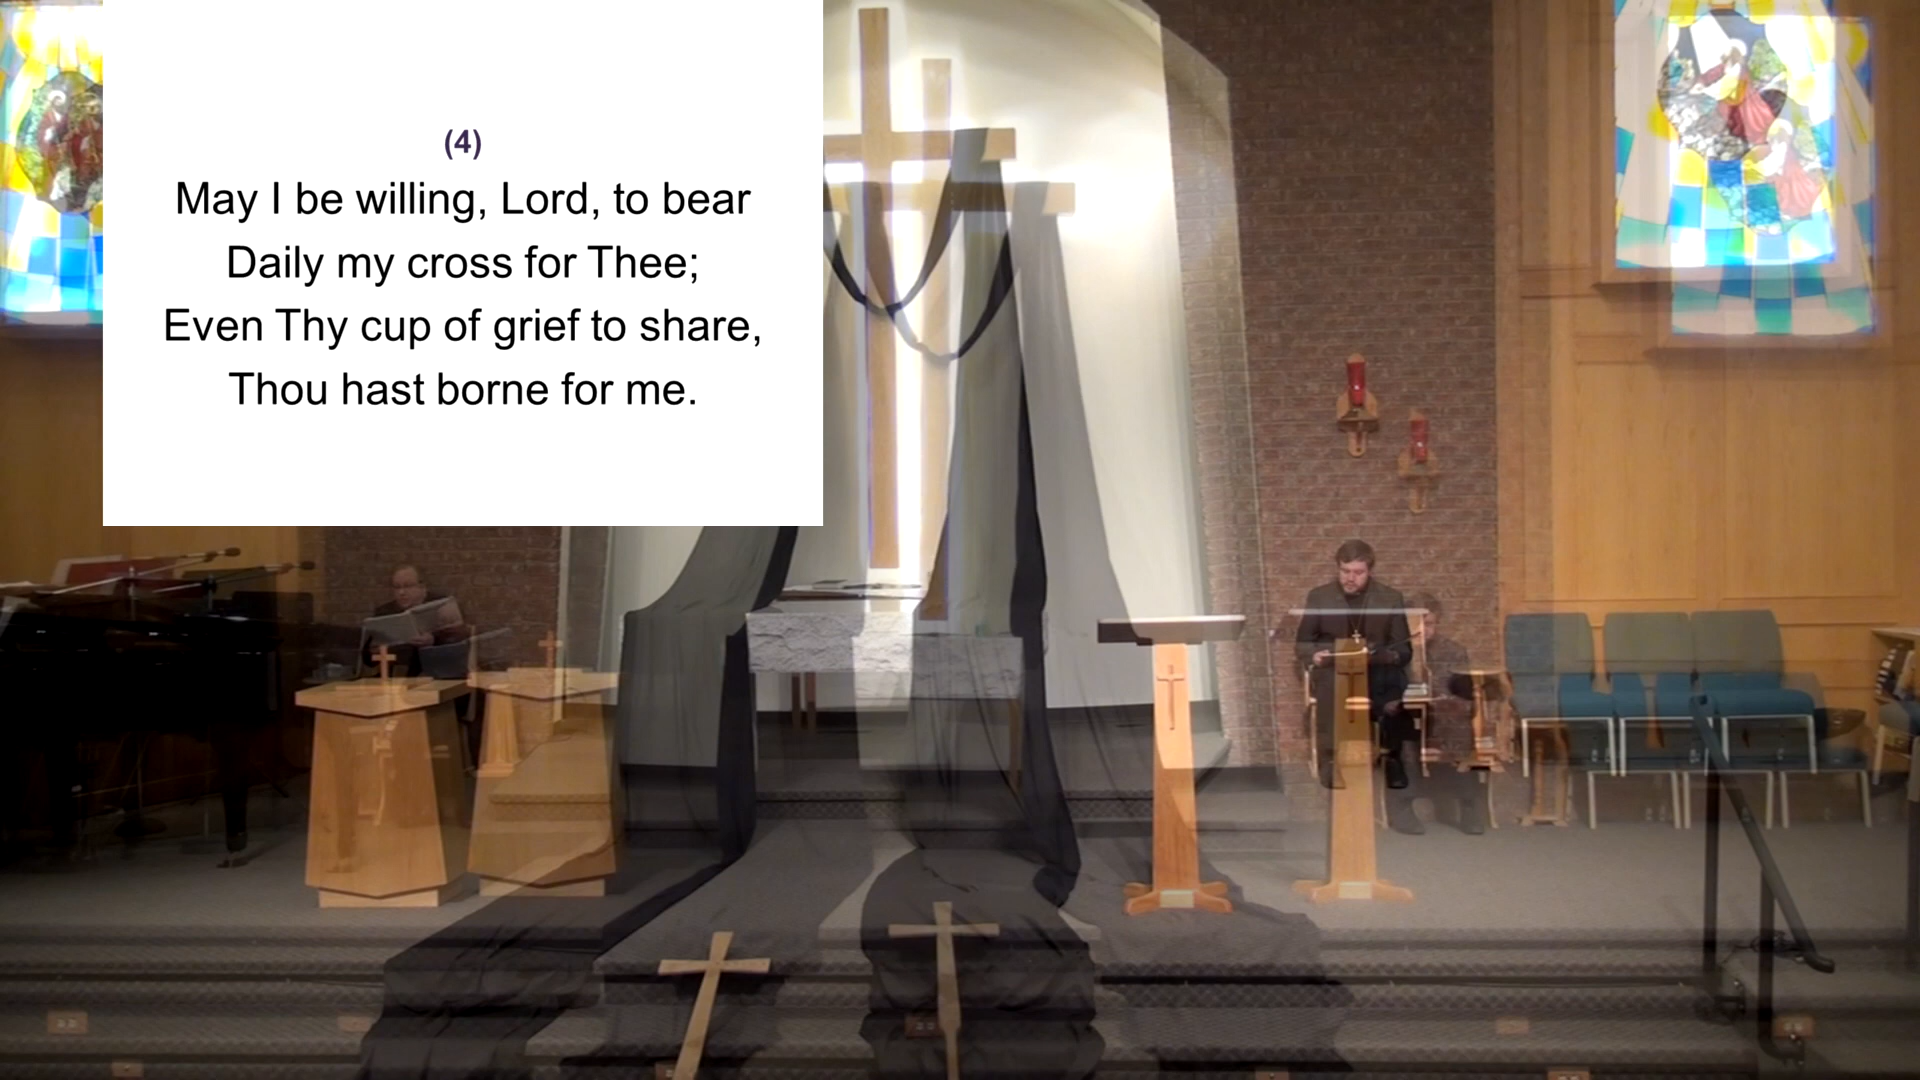 (4)
May I be willing, Lord, to bear
Daily my cross for Thee;
Even Thy cup of grief to share,
Thou hast borne for me.